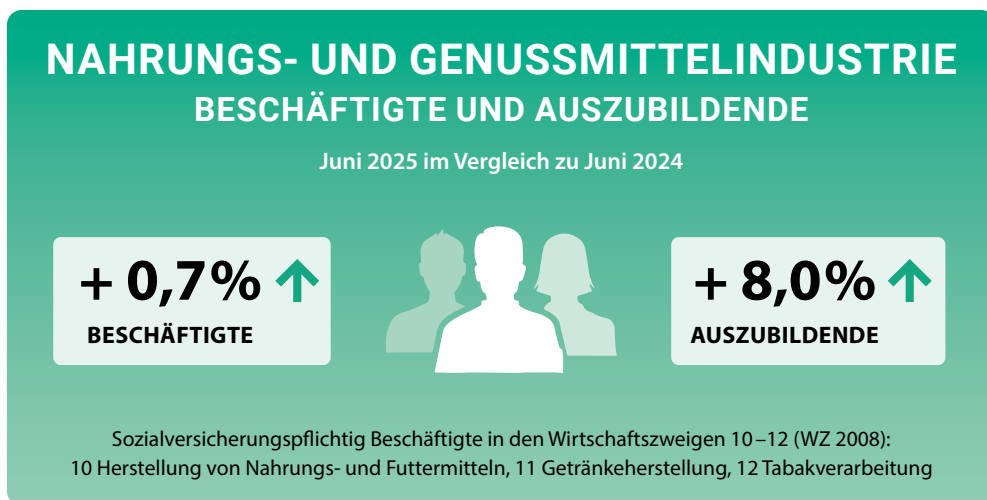 NAHRUNGS- UND GENUSSMITTELINDUSTRIE
BESCHÄFTIGTE UND AUSZUBILDENDE
Juni 2025 im Vergleich zu Juni 2024
+ 0,7%
BESCHÄFTIGTE
+ 8,0%
AUSZUBILDENDE
Sozialversicherungspflichtig Beschäftigte in den Wirtschaftszweigen 10–12 (WZ 2008):
10 Herstellung von Nahrungs- und Futtermitteln, 11 Getränkeherstellung, 12 Tabakverarbeitung